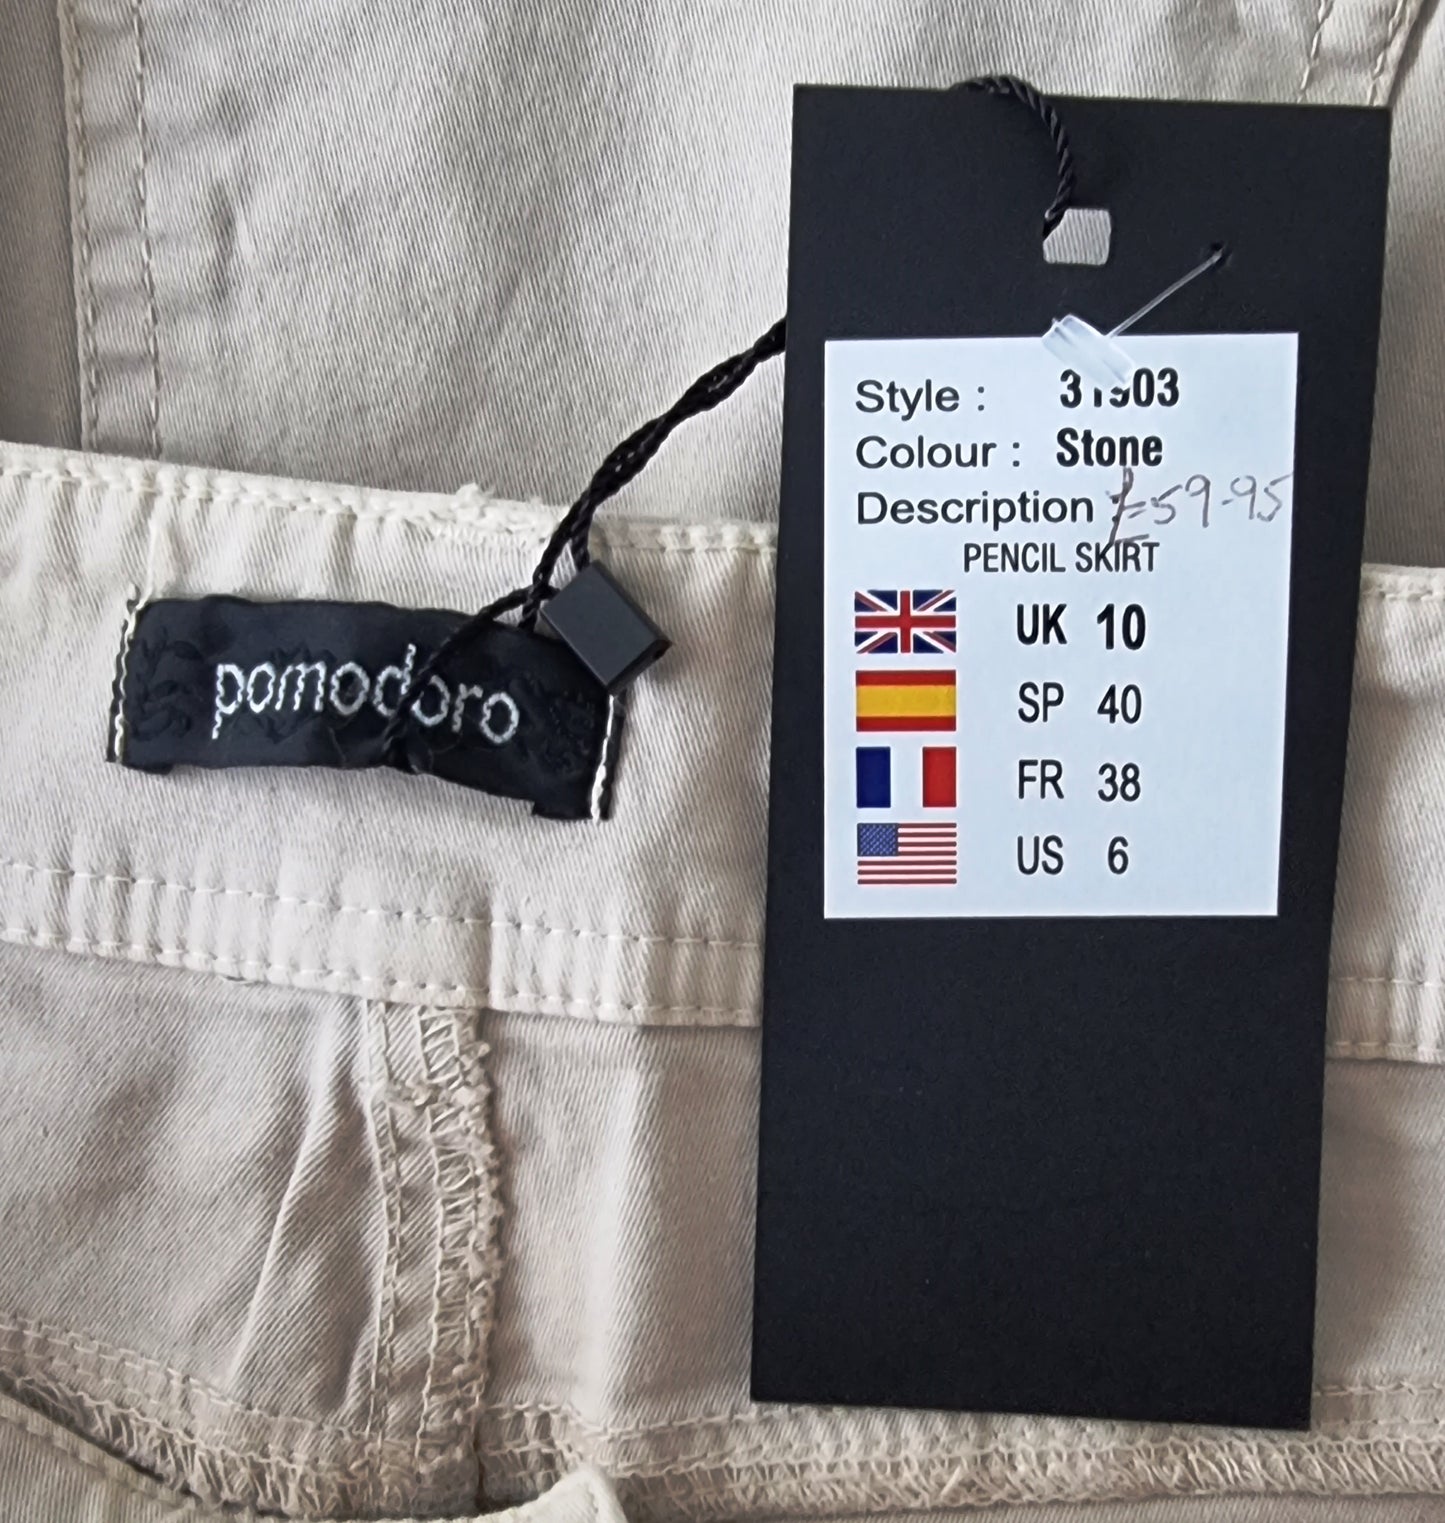 pomodoro
Style : 31903
Colour : Stone
Description : £59-95
PENCIL SKIRT
UK 10
SP 40
FR 38
US 6